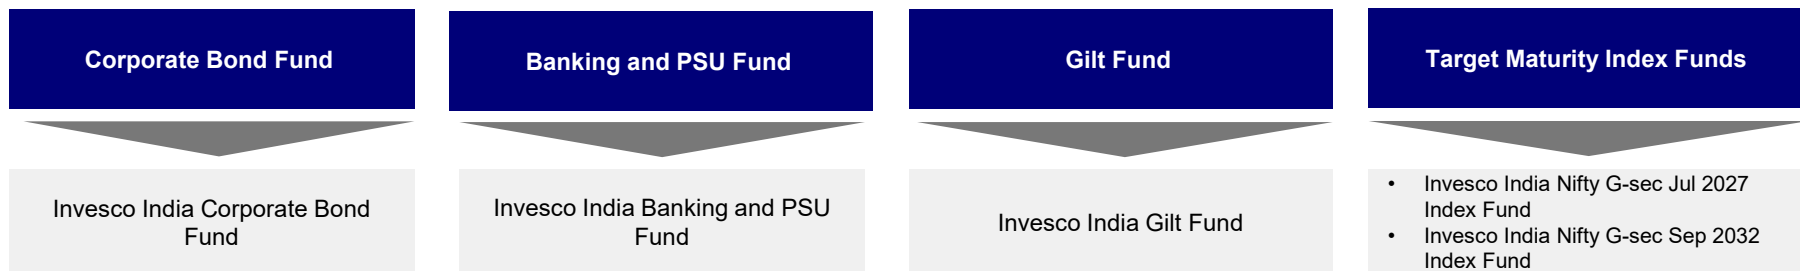 Corporate Bond Fund
Banking and PSU Fund
Gilt Fund
Target Maturity Index Funds
Invesco India Corporate Bond
Fund
Invesco India Banking and PSU
Fund
Invesco India Gilt Fund
• Invesco India Nifty G-sec Jul 2027
Index Fund
• Invesco India Nifty G-sec Sep 2032
Index Fund